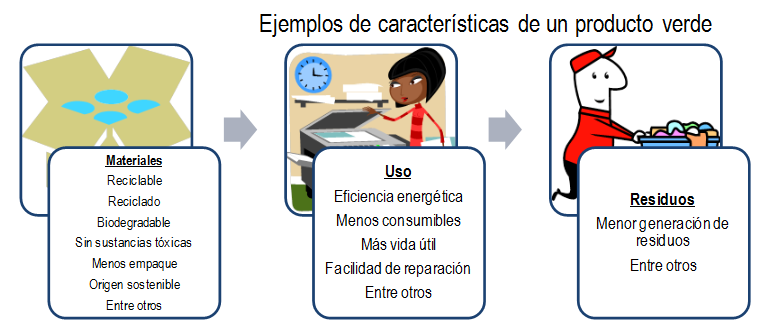 Ejemplos de características de un producto verde
Materiales
Reciclable
Reciclado
Biodegradable
Sin sustancias tóxicas
Menos empaque
Origen sostenible
Entre otros
Uso
Eficiencia energética
Menos consumibles
Más vida útil
Facilidad de reparación
Entre otros
Residuos
Menor generación de
residuos
Entre otros